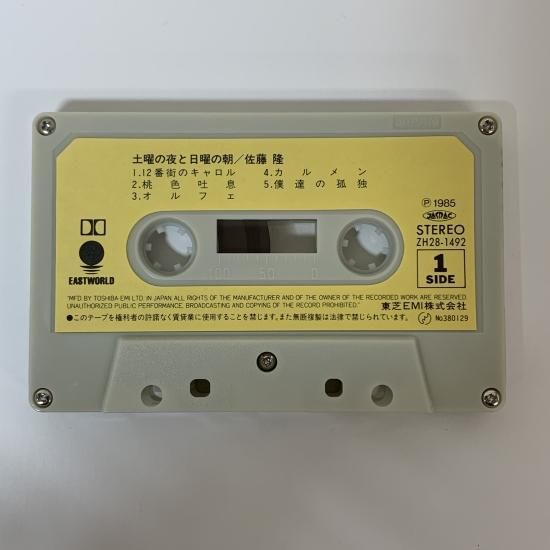 JAPAN
土曜の夜と日曜の朝／佐藤 隆
1.12番街のキャロル 4.カルメン
2.桃色吐息 5.僕達の孤独
3.オルフェ
Ⓟ1985
STEREO
ZH28-1492
1
SIDE
EASTWORLD
100 50 0
"MFD BY TOSHIBA-EMI LTD. IN JAPAN. ALL RIGHTS OF THE MANUFACTURER AND OF THE OWNER OF THE RECORDED WORK ARE RESERVED.
UNAUTHORIZED PUBLIC PERFORMANCE, BROADCASTING AND COPYING OF THE RECORD PROHIBITED."
東芝EMI株式会社
●このテープを権利者の許諾なく賃貸業に使用することを禁じます。また無断複製は法律で禁じられています。
No380129